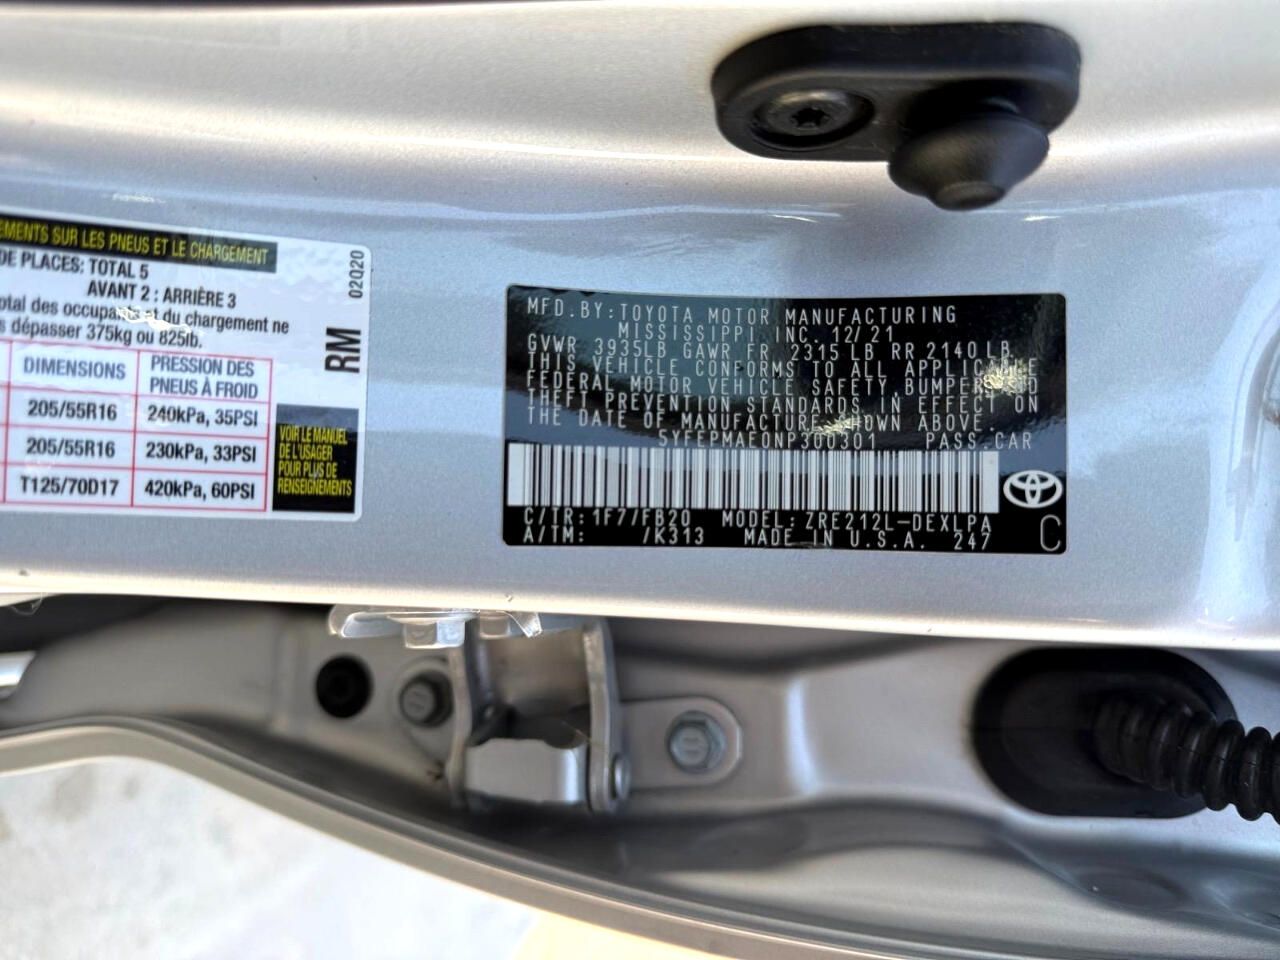 EMENTS SUR LES PNEUS ET LE CHARGEMENT
DE PLACES: TOTAL 5
AVANT 2 : ARRIÈRE 3
otal des occupants et du chargement ne
s dépasser 375kg ou 825lb.
DIMENSIONS PRESSION DES PNEUS À FROID
205/55R16 240kPa, 35PSI
205/55R16 230kPa, 33PSI
T125/70D17 420kPa, 60PSI
02020
RM
VOIR LE MANUEL
DE L'USAGER
POUR PLUS DE
RENSEIGNEMENTS
MFD.BY:TOYOTA MOTOR MANUFACTURING
MISSISSIPPI INC. 12/21
GVWR 3935LB GAWR FR 2315 LB RR 2140LB
THIS VEHICLE CONFORMS TO ALL APPLICABLE
FEDERAL MOTOR VEHICLE SAFETY BUMPER STD
THEFT PREVENTION STANDARDS IN EFFECT ON
THE DATE OF MANUFACTURE SHOWN ABOVE.
5YFEPMAE0NP300301 PASS.CAR
C/TR:1F7/FB20 MODEL:ZRE212L-DEXLPA
A/TM: /K313 MADE IN U.S.A. 247
C